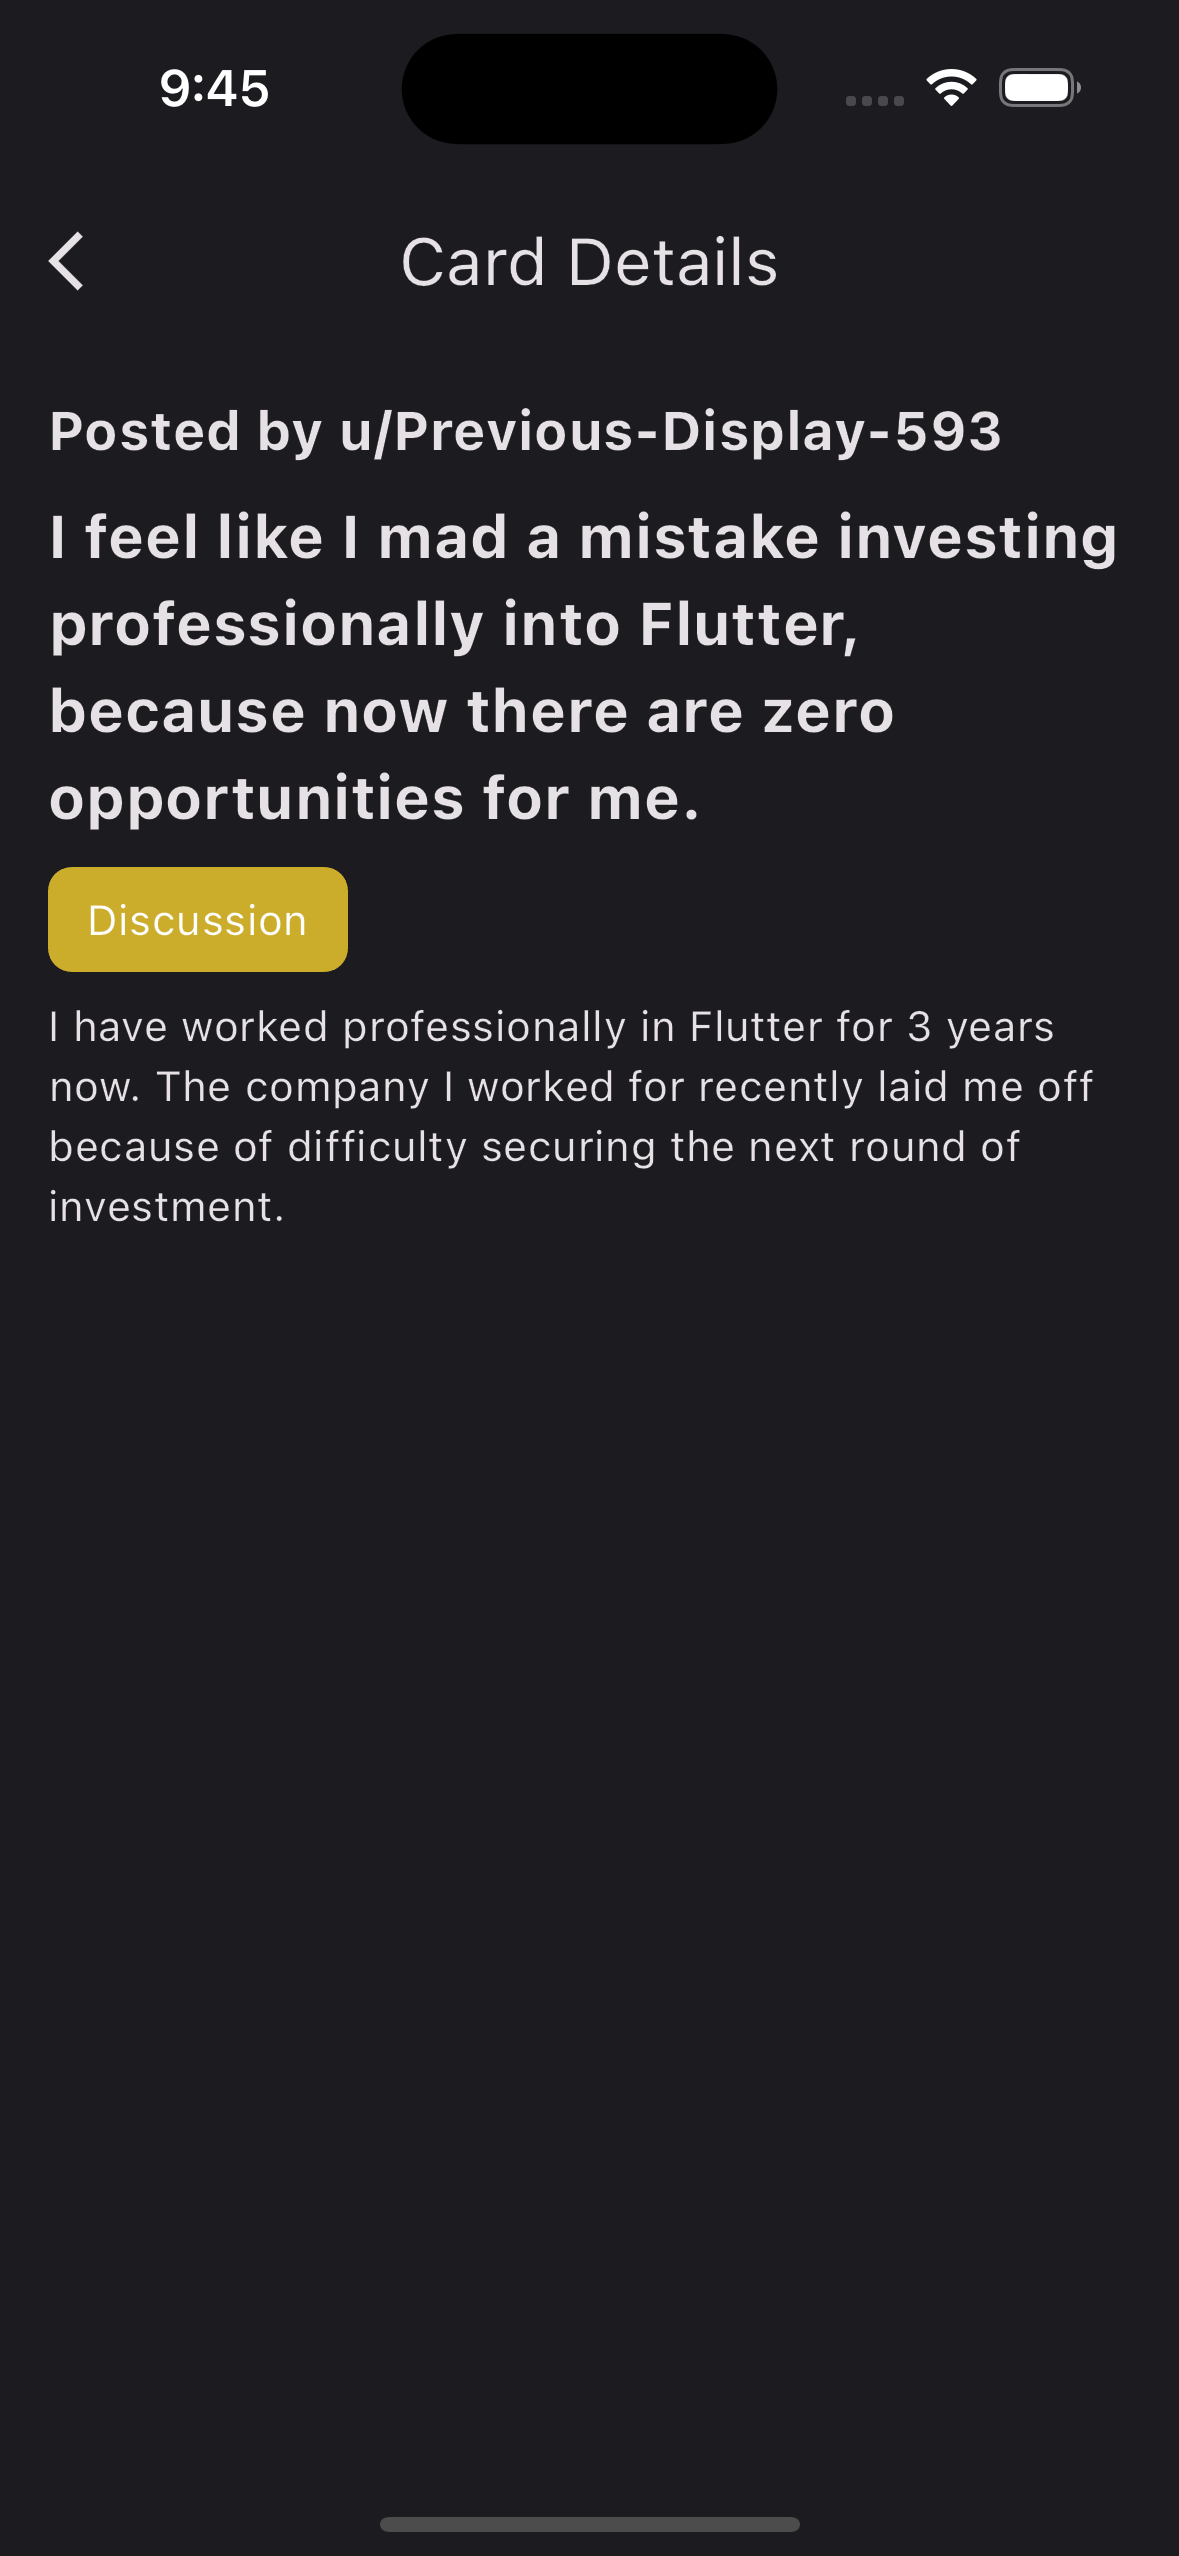 9:45
Card Details
Posted by u/Previous-Display-593
I feel like I mad a mistake investing
professionally into Flutter,
because now there are zero
opportunities for me.
Discussion
I have worked professionally in Flutter for 3 years
now. The company I worked for recently laid me off
because of difficulty securing the next round of
investment.